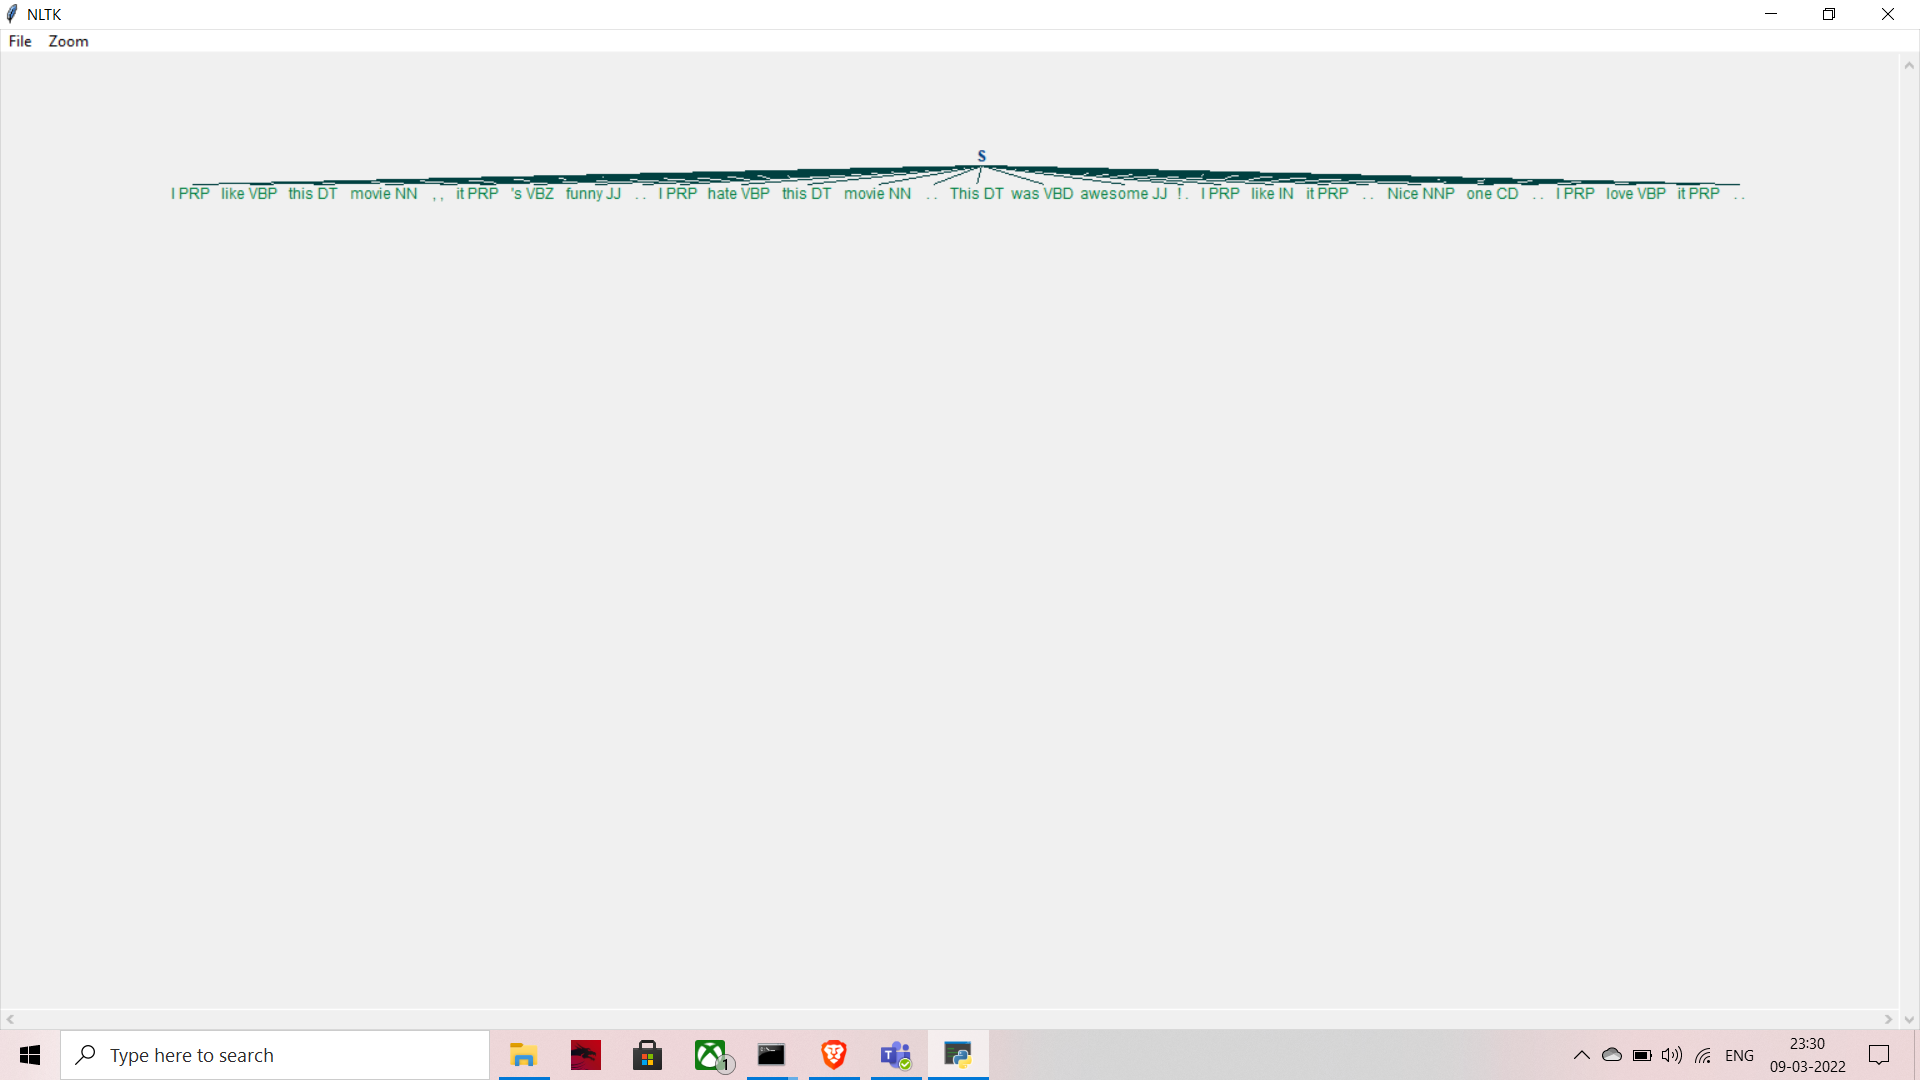 NLTK
File Zoom
S
I PRP like VBP this DT movie NN , , it PRP 's VBZ funny JJ . . I PRP hate VBP this DT movie NN . . This DT was VBD awesome JJ ! . I PRP like IN it PRP . . Nice NNP one CD . . I PRP love VBP it PRP . .
Type here to search
1
T
ENG
23:30
09-03-2022